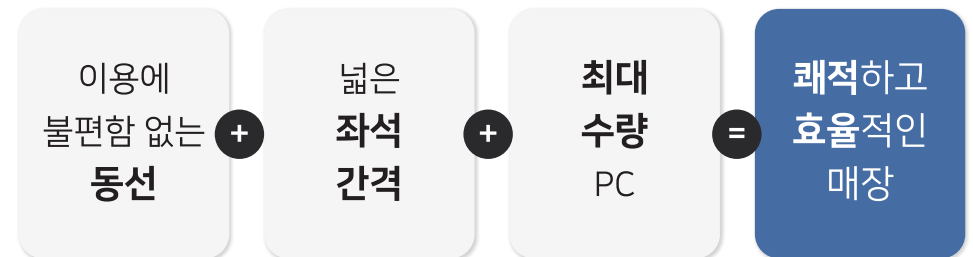 이용에
불편함 없는
동선
+
넓은
좌석
간격
+
최대
수량
PC
=
쾌적하고
효율적인
매장